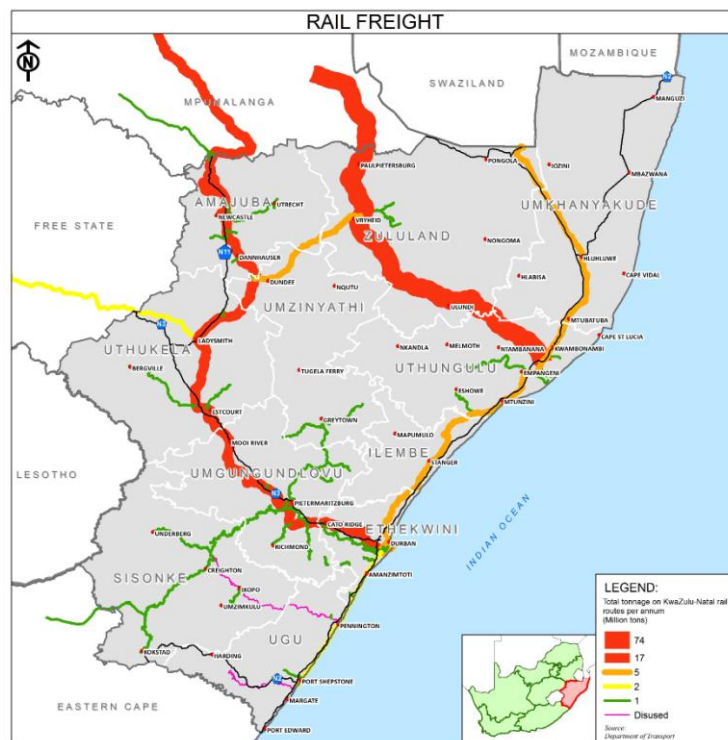 RAIL FREIGHT
N
MOZAMBIQUE
SWAZILAND
N2
MANGUZI
MPUMALANGA
PAULPIETERSBURG
PONGOLA
JOZINI
MBAZWANA
AMAJUBA
UTRECHT
UMKHANYAKUDE
NEWCASTLE
VRYHEID
FREE STATE
ZULULAND
NONGOMA
N11
DANNHAUSER
HLUHLUWE
HLABISA
CAPE VIDAL
DUNDEE
NQUTU
UMZINYATHI
ULUNDI
MTUBATUBA
N3
CAPE ST LUCIA
LADYSMITH
NKANDLA
MELMOTH
NTAMBANANA
KWAMBONAMBI
UTHUKELA
BERGVILLE
TUGELA FERRY
UTHUNGULU
EMPANGENI
ESHOWE
MTUNZINI
ESTCOURT
GREYTOWN
MAPUMULO
MOOI RIVER
ILEMBE
STANGER
LESOTHO
UMGUNGUNDLOVU
N3
PIETERMARITZBURG
INDIAN OCEAN
CATO RIDGE
ETHEKWINI
UNDERBERG
RICHMOND
DURBAN
SISONKE
CREIGHTON
AMANZIMTOTI
IXOPO
UMZIMKULU
PENNINGTON
UGU
KOKSTAD
HARDING
N2
PORT SHEPSTONE
MARGATE
EASTERN CAPE
PORT EDWARD
LEGEND:
Total tonnage on KwaZulu-Natal rail
routes per annum
(Million tons)
74
17
5
2
1
Disused
Source:
Department of Transport